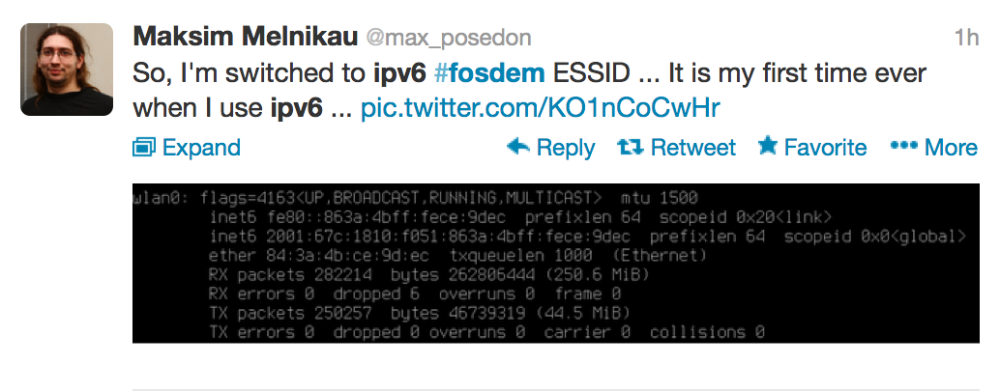 Maksim Melnikau @max_posedon 1h
So, I'm switched to ipv6 #fosdem ESSID ... It is my first time ever
when I use ipv6 ... pic.twitter.com/KO1nCoCwHr
Expand Reply Retweet Favorite More
wlan0: flags=4163<UP,BROADCAST,RUNNING,MULTICAST> mtu 1500
inet6 fe80::863a:4bff:fece:9dec prefixlen 64 scopeid 0x20<link>
inet6 2001:67c:1810:f051:863a:4bff:fece:9dec prefixlen 64 scopeid 0x0<global>
ether 84:3a:4b:ce:9d:ec txqueuelen 1000 (Ethernet)
RX packets 282214 bytes 262806444 (250.6 MiB)
RX errors 0 dropped 6 overruns 0 frame 0
TX packets 250257 bytes 46739319 (44.5 MiB)
TX errors 0 dropped 0 overruns 0 carrier 0 collisions 0